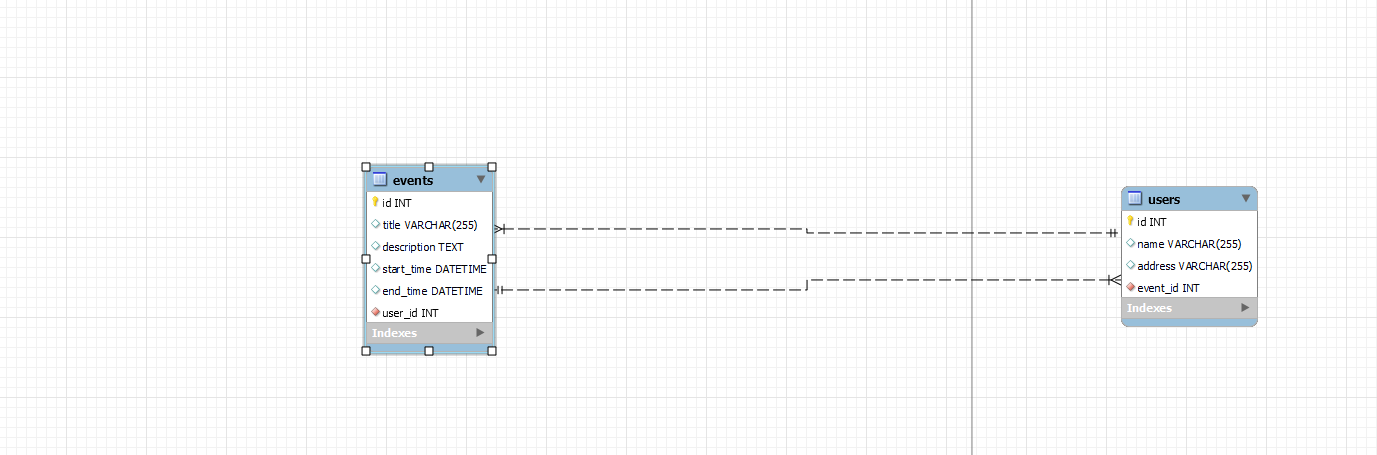 events
id INT
title VARCHAR(255)
description TEXT
start_time DATETIME
end_time DATETIME
user_id INT
Indexes
users
id INT
name VARCHAR(255)
address VARCHAR(255)
event_id INT
Indexes